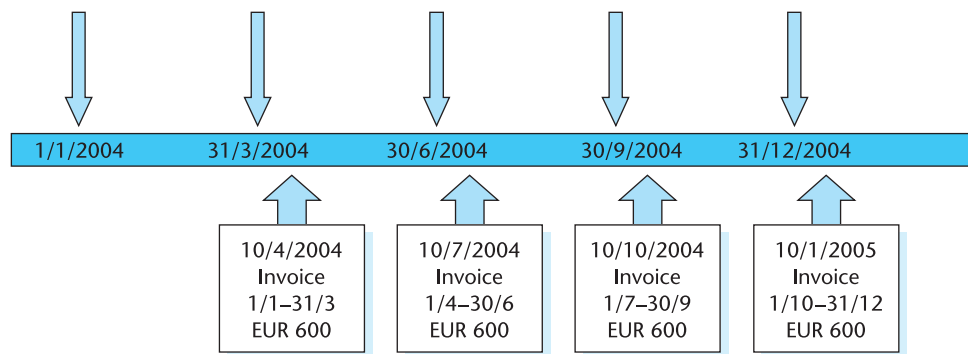 1/1/2004
31/3/2004
30/6/2004
30/9/2004
31/12/2004
10/4/2004
Invoice
1/1–31/3
EUR 600
10/7/2004
Invoice
1/4–30/6
EUR 600
10/10/2004
Invoice
1/7–30/9
EUR 600
10/1/2005
Invoice
1/10–31/12
EUR 600